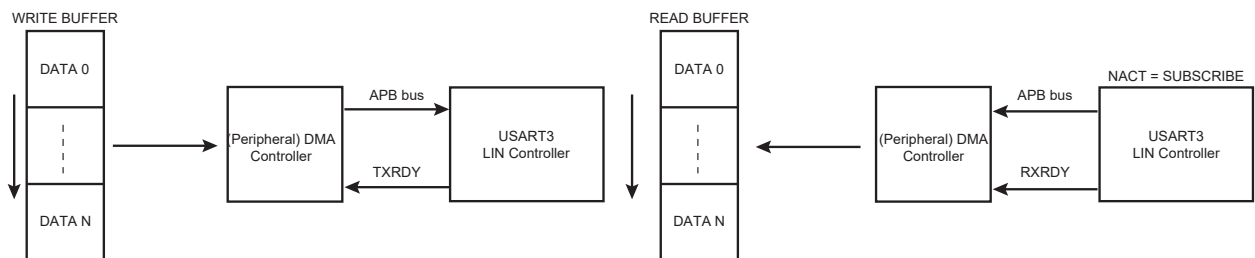 WRITE BUFFER
DATA 0
DATA N
(Peripheral) DMA
Controller
APB bus
TXRDY
USART3
LIN Controller
READ BUFFER
DATA 0
DATA N
(Peripheral) DMA
Controller
APB bus
RXRDY
NACT = SUBSCRIBE
USART3
LIN Controller